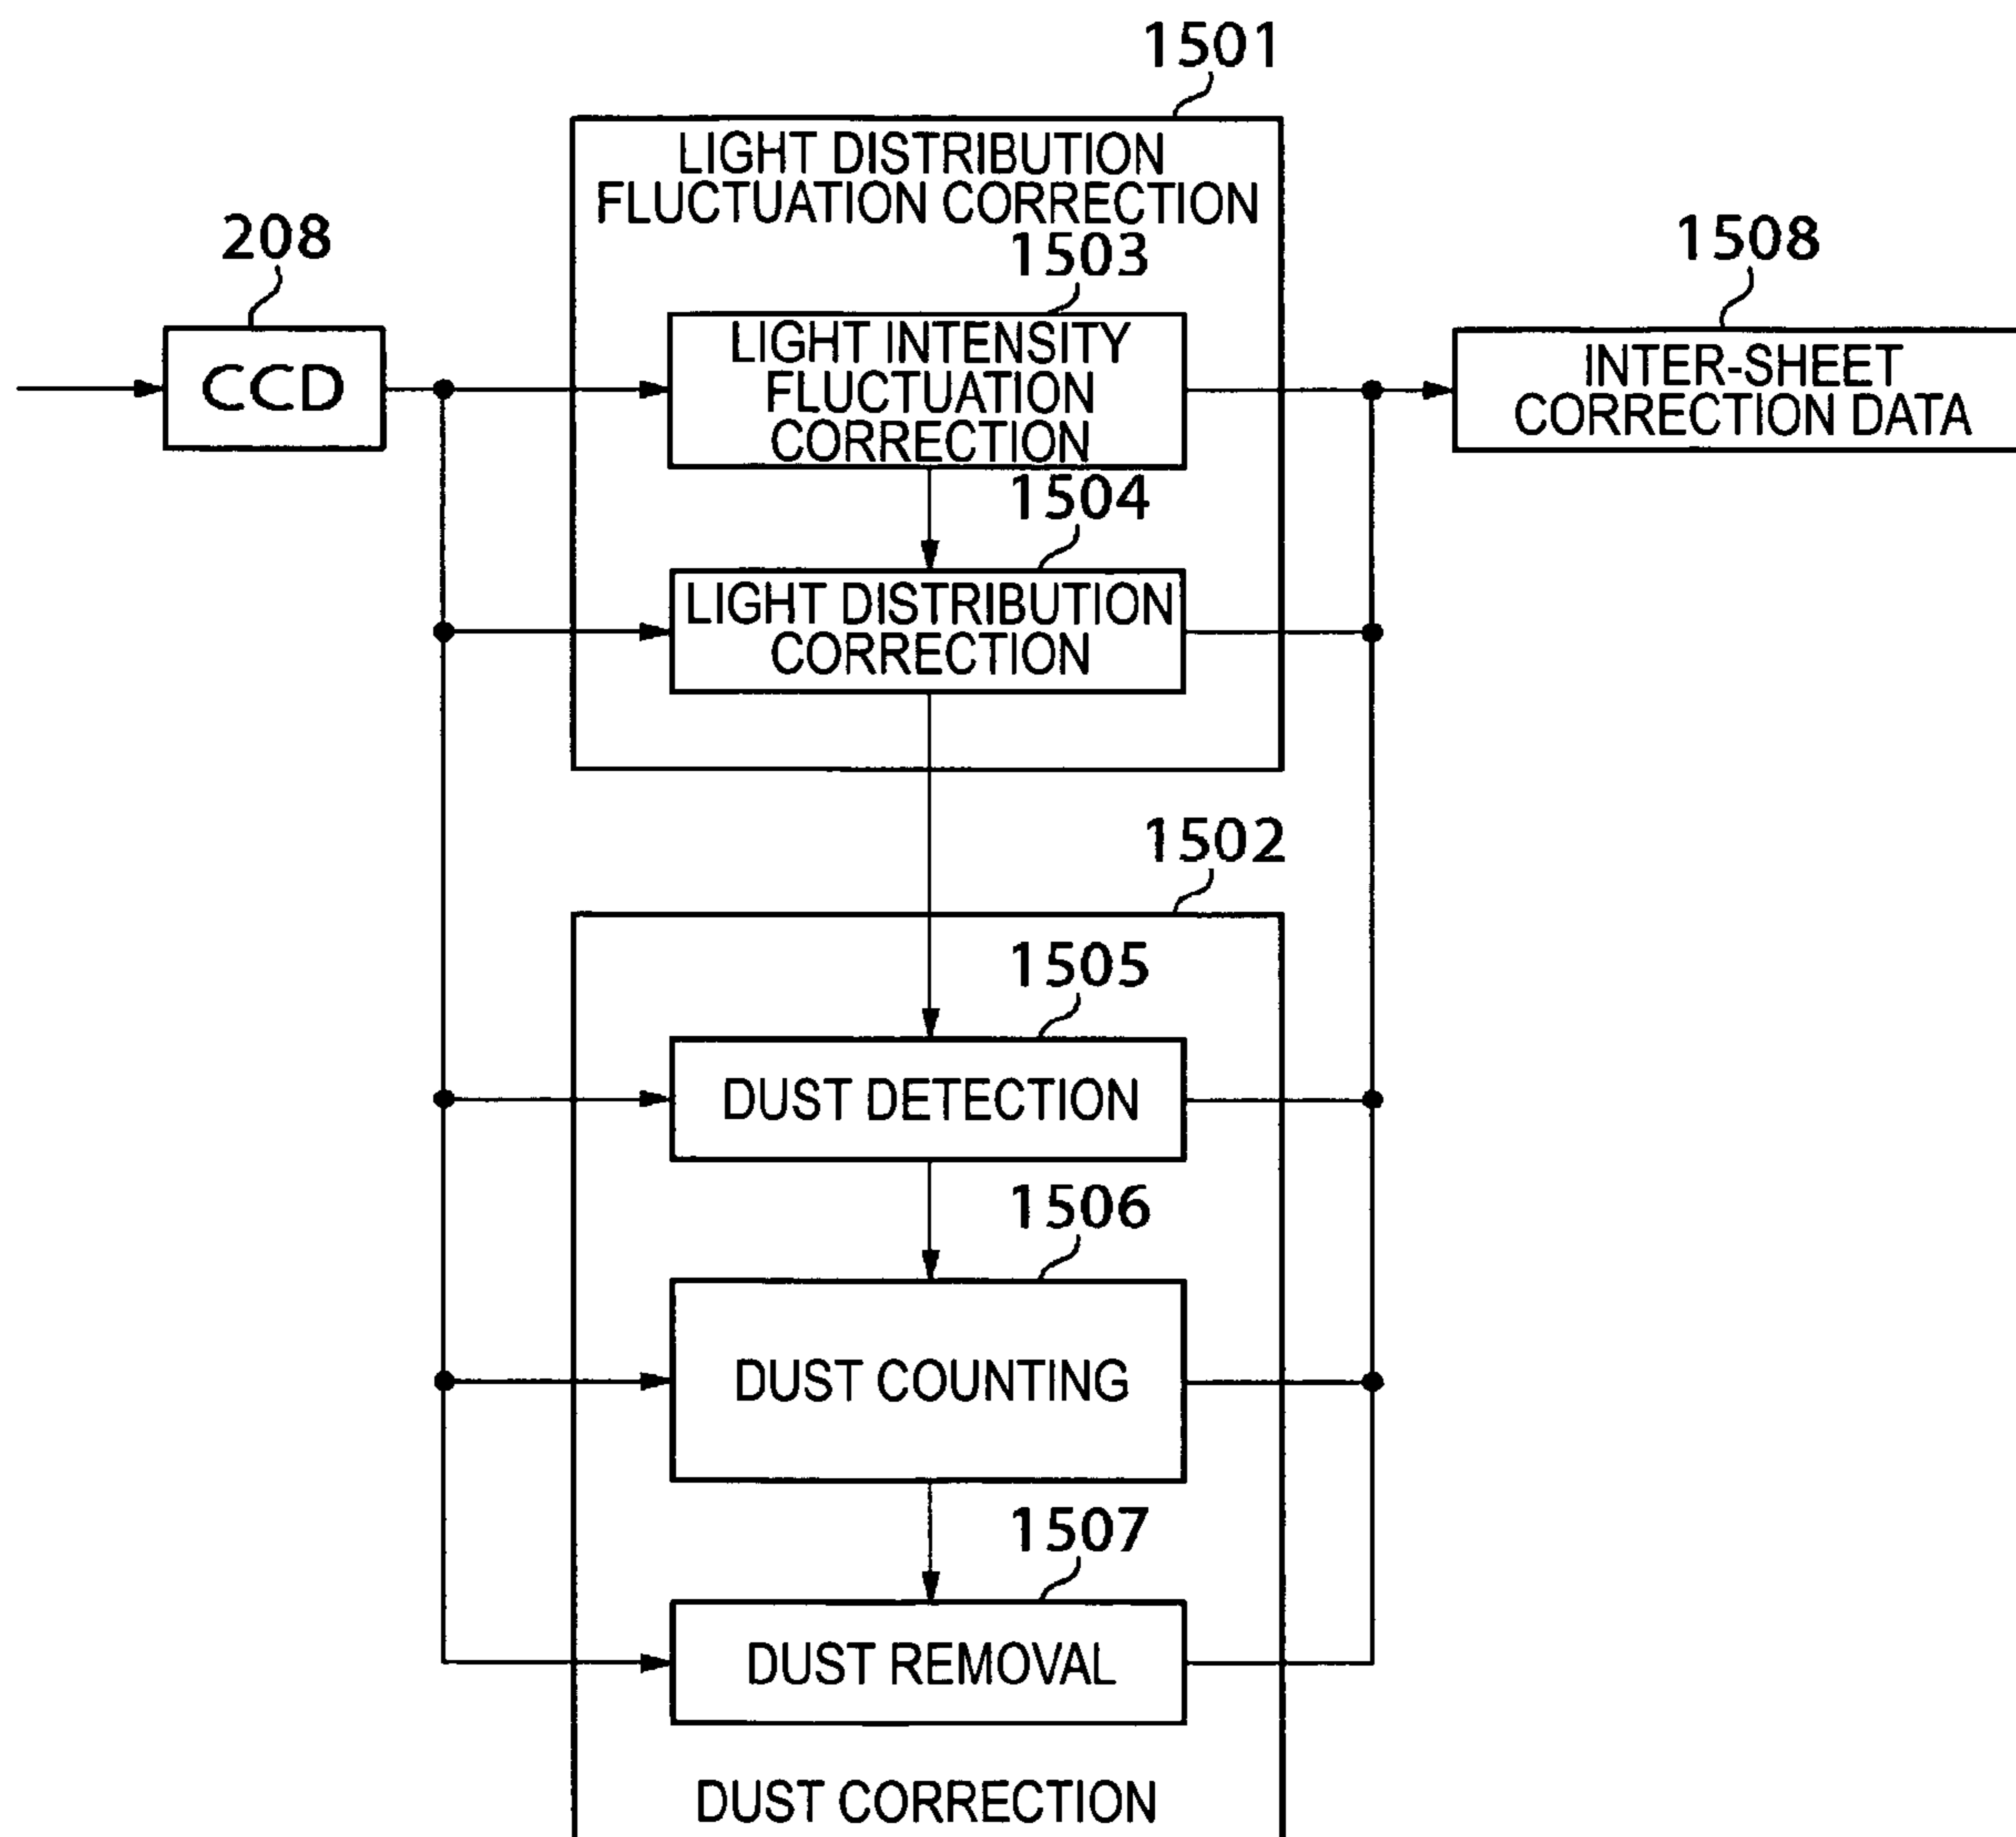 1501
LIGHT DISTRIBUTION
FLUCTUATION CORRECTION
208
CCD
1503
LIGHT INTENSITY
FLUCTUATION
CORRECTION
1508
INTER-SHEET
CORRECTION DATA
1504
LIGHT DISTRIBUTION
CORRECTION
1502
1505
DUST DETECTION
1506
DUST COUNTING
1507
DUST REMOVAL
DUST CORRECTION